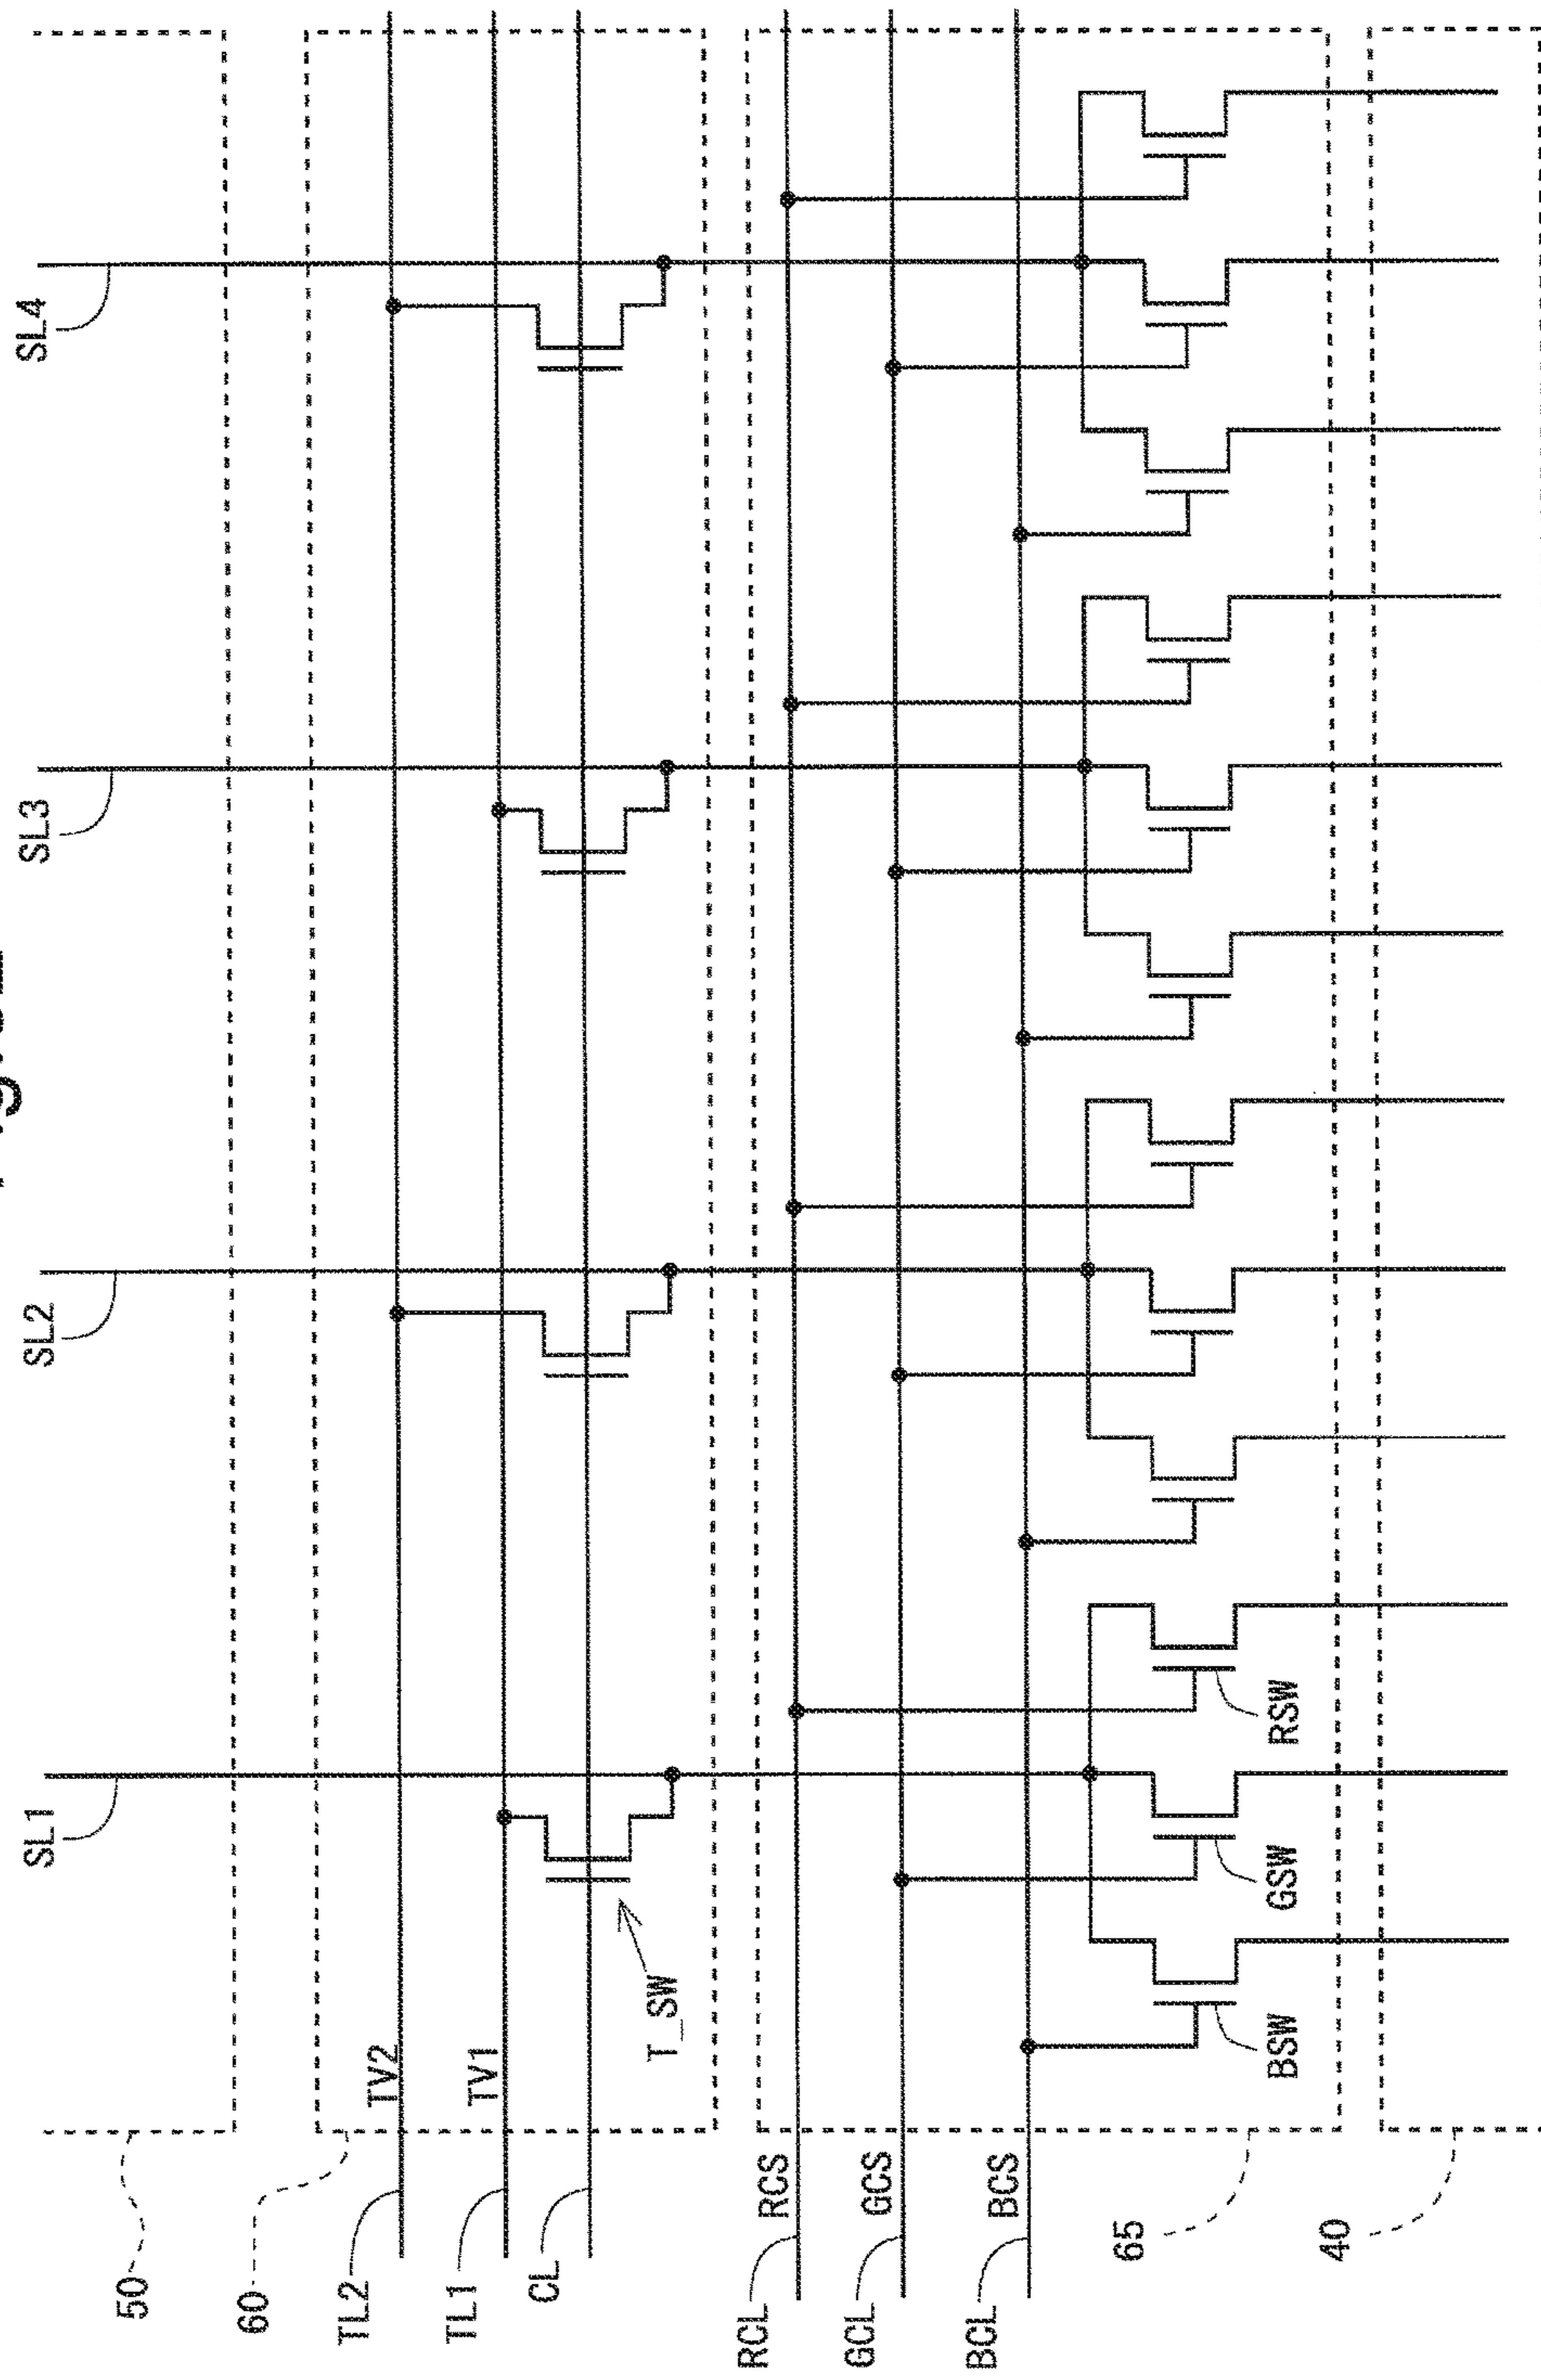 SL1
SL2
SL3
SL4
50
60
TL2
TV2
TL1
TV1
CL
T_SW
RCL
RCS
GCL
GCS
BCL
BCS
BSW
GSW
RSW
65
40